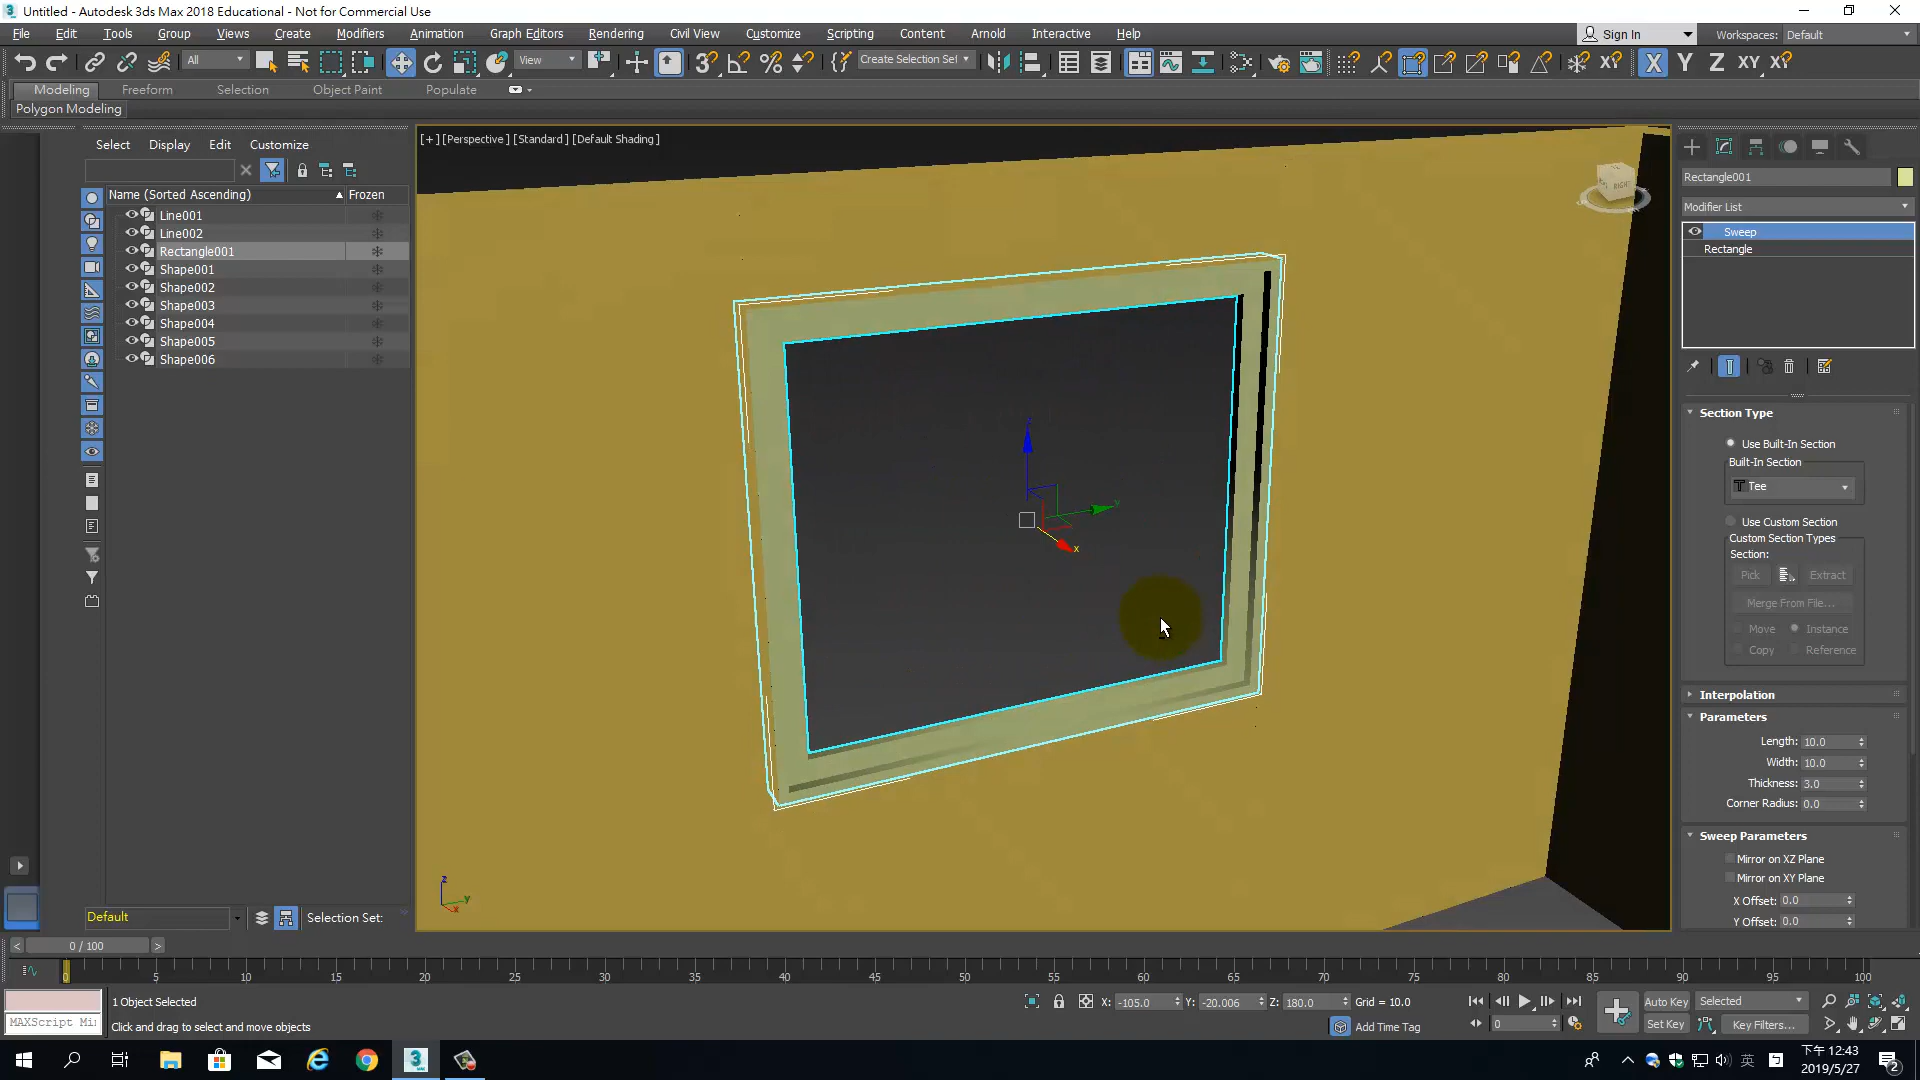 Untitled - Autodesk 3ds Max 2018 Educational - Not for Commercial Use
File Edit Tools Group Views Create Modifiers Animation Graph Editors Rendering Civil View Customize Scripting Content Arnold Interactive Help Sign In Workspaces: Default
All View Create Selection Set X Y Z XY
Modeling Freeform Selection Object Paint Populate
Polygon Modeling
Select Display Edit Customize
[+] [Perspective] [Standard] [Default Shading]
Name (Sorted Ascending) Frozen
Line001
Line002
Rectangle001
Shape001
Shape002
Shape003
Shape004
Shape005
Shape006
RIGHT
Rectangle001
Modifier List
Sweep
Rectangle
Section Type
Use Built-In Section
Built-In Section
Tee
Use Custom Section
Custom Section Types
Section:
Pick Extract
Merge From File...
Move Instance
Copy Reference
Interpolation
Parameters
Length: 10.0
Width: 10.0
Thickness: 3.0
Corner Radius: 0.0
Sweep Parameters
Mirror on XZ Plane
Mirror on XY Plane
X Offset: 0.0
Y Offset: 0.0
y
x
z
y
x
Default Selection Set:
0 / 100
0 5 10 15 20 25 30 35 40 45 50 55 60 65 70 75 80 85 90 95 100
1 Object Selected X: -105.0 Y: -20.006 Z: 180.0 Grid = 10.0 Auto Key Selected
MAXScript Mi
Click and drag to select and move objects Add Time Tag 0 Set Key Key Filters...
英 下午 12:43
2019/5/27 2